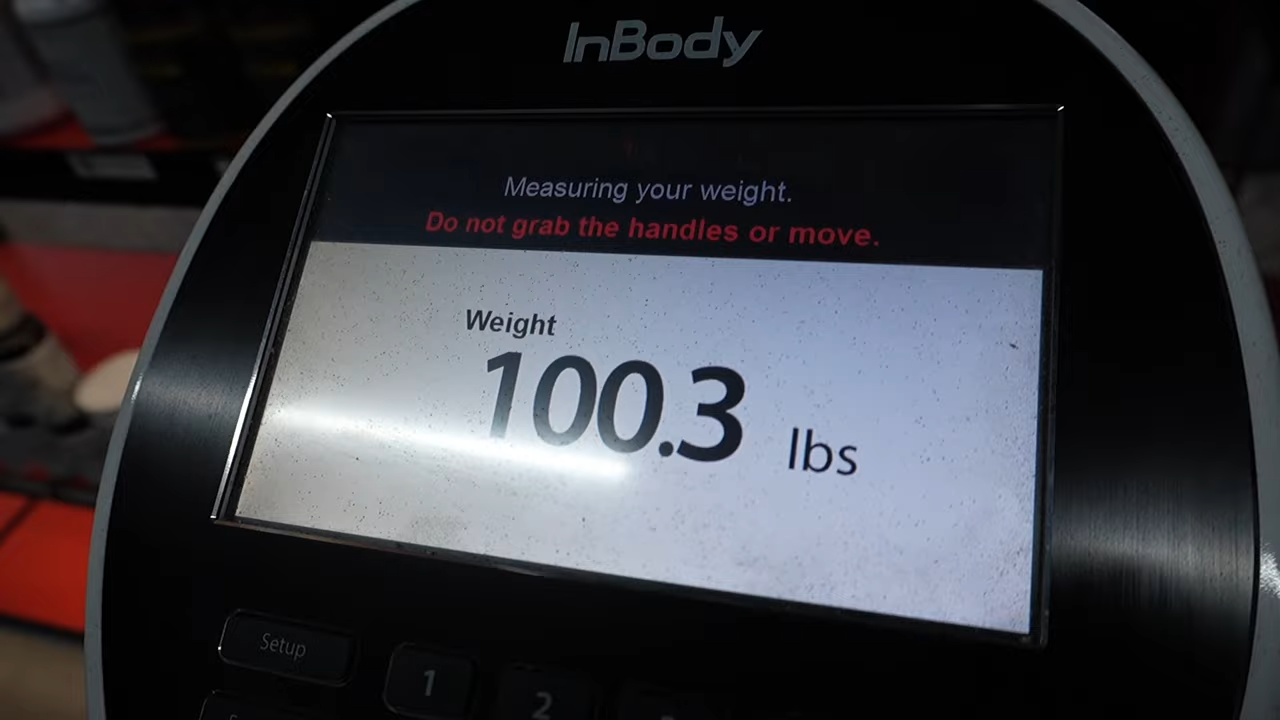 InBody
Measuring your weight.
Do not grab the handles or move.
Weight
100.3 lbs
Setup
1
2